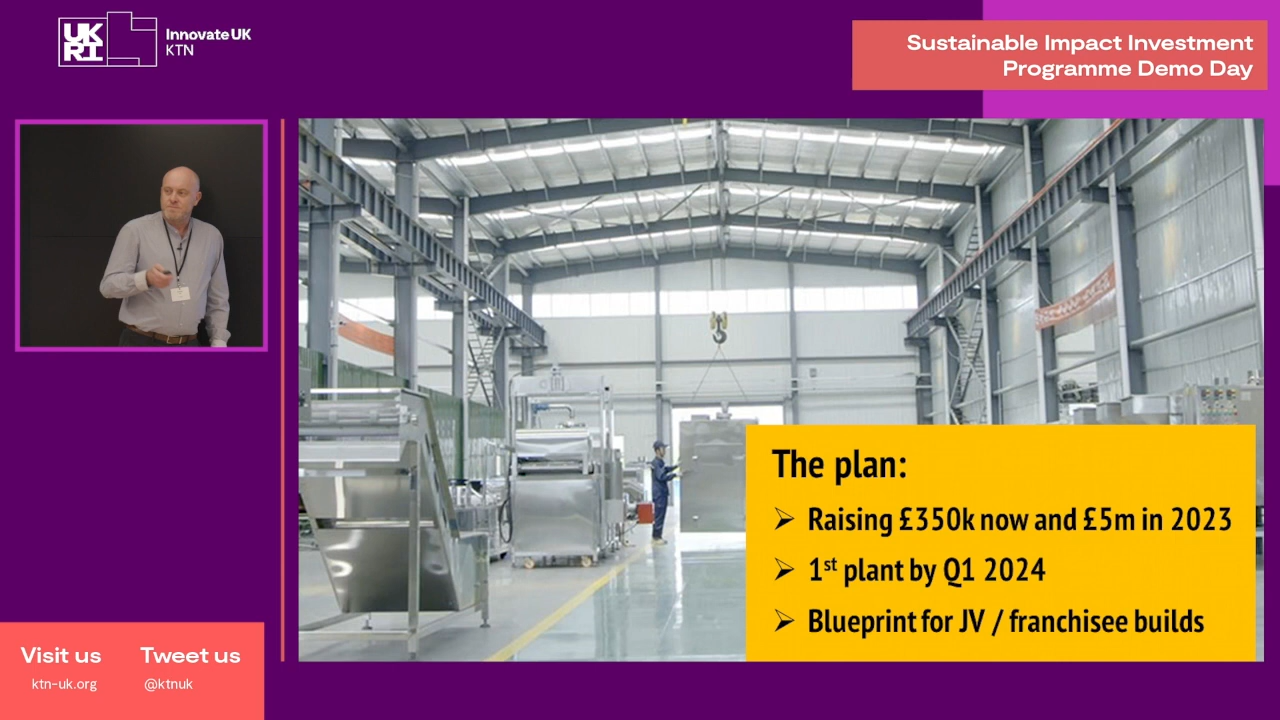 UK
RI
Innovate UK
KTN
Sustainable Impact Investment
Programme Demo Day
The plan:
➢ Raising £350k now and £5m in 2023
➢ 1st plant by Q1 2024
➢ Blueprint for JV / franchisee builds
Visit us
ktn-uk.org
Tweet us
@ktnuk